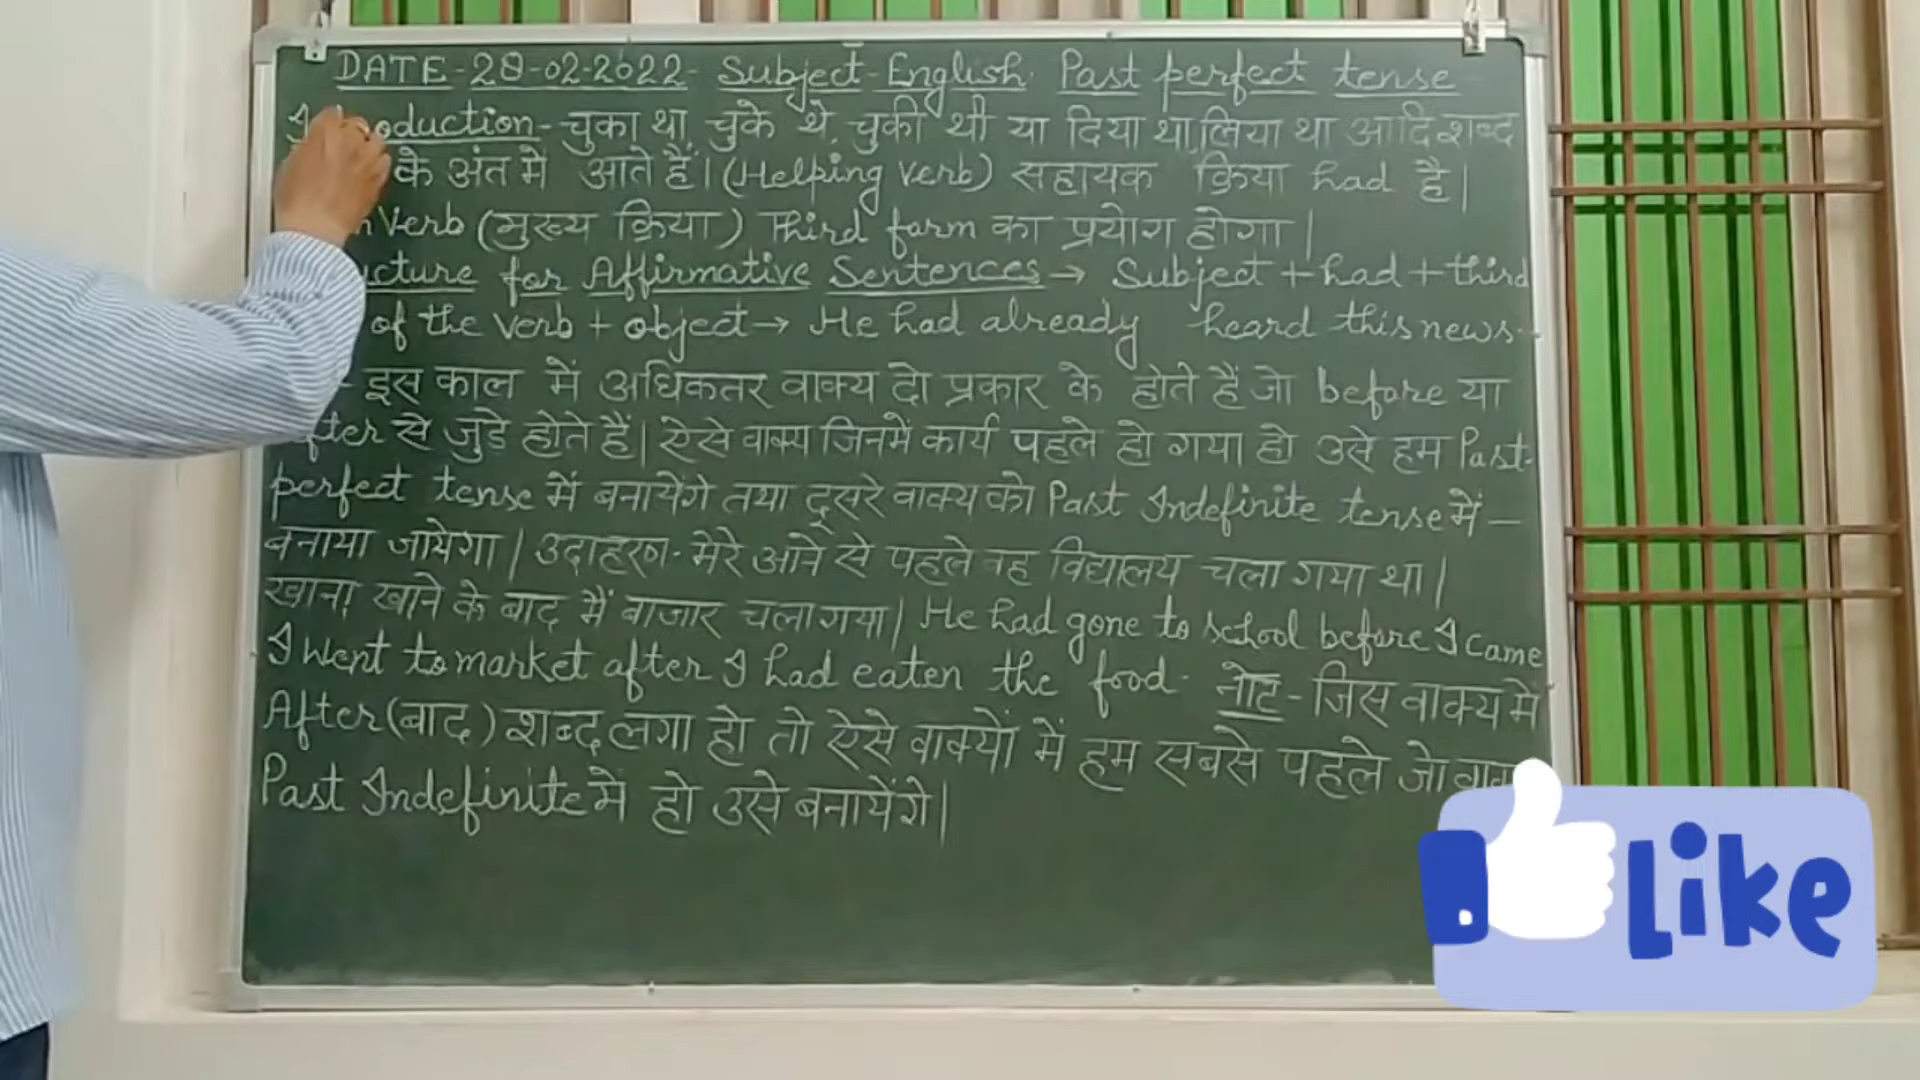 DATE-28-02-2022- Subject-English. Past perfect tense
चुका था, चुके थे, चुकी थी या दिया था, लिया था आदि शब्द
के अंत मे आते हैं। (Helping verb) सहायक क्रिया had है।
Verb (मुख्य क्रिया) third form का प्रयोग होगा।
for Affirmative Sentences → Subject + had + third
of the verb + object → He had already heard this news.
- इस काल में अधिकतर वाक्य दो प्रकार के होते हैं जो before या
से जुडे होते हैं। ऐसे वाक्य जिनमें कार्य पहले हो गया हो उसे हम Past-
perfect tense में बनायेंगे तथा दूसरे वाक्य को Past Indefinite tense में —
बनाया जायेगा। उदाहरण- मेरे आने से पहले वह विद्यालय चला गया था।
खाना खाने के बाद मैं बाजार चला गया। He had gone to school before I came
I went to market after I had eaten the food. नोट - जिस वाक्य मे
After (बाद) शब्द लगा हो तो ऐसे वाक्यों में हम सबसे पहले जो
Past Indefinite मे हो उसे बनायेंगे।
Like